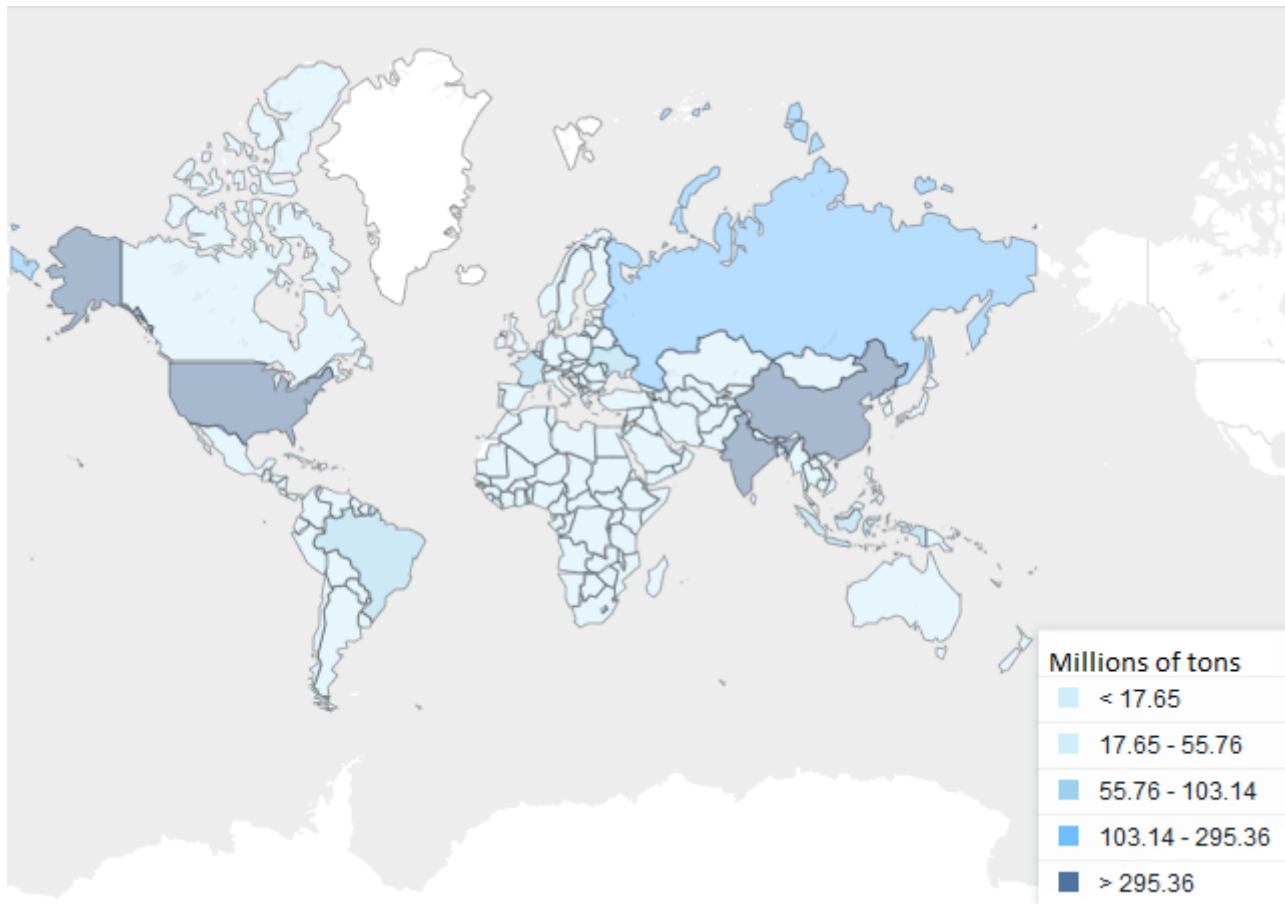 Millions of tons
< 17.65
17.65 - 55.76
55.76 - 103.14
103.14 - 295.36
> 295.36